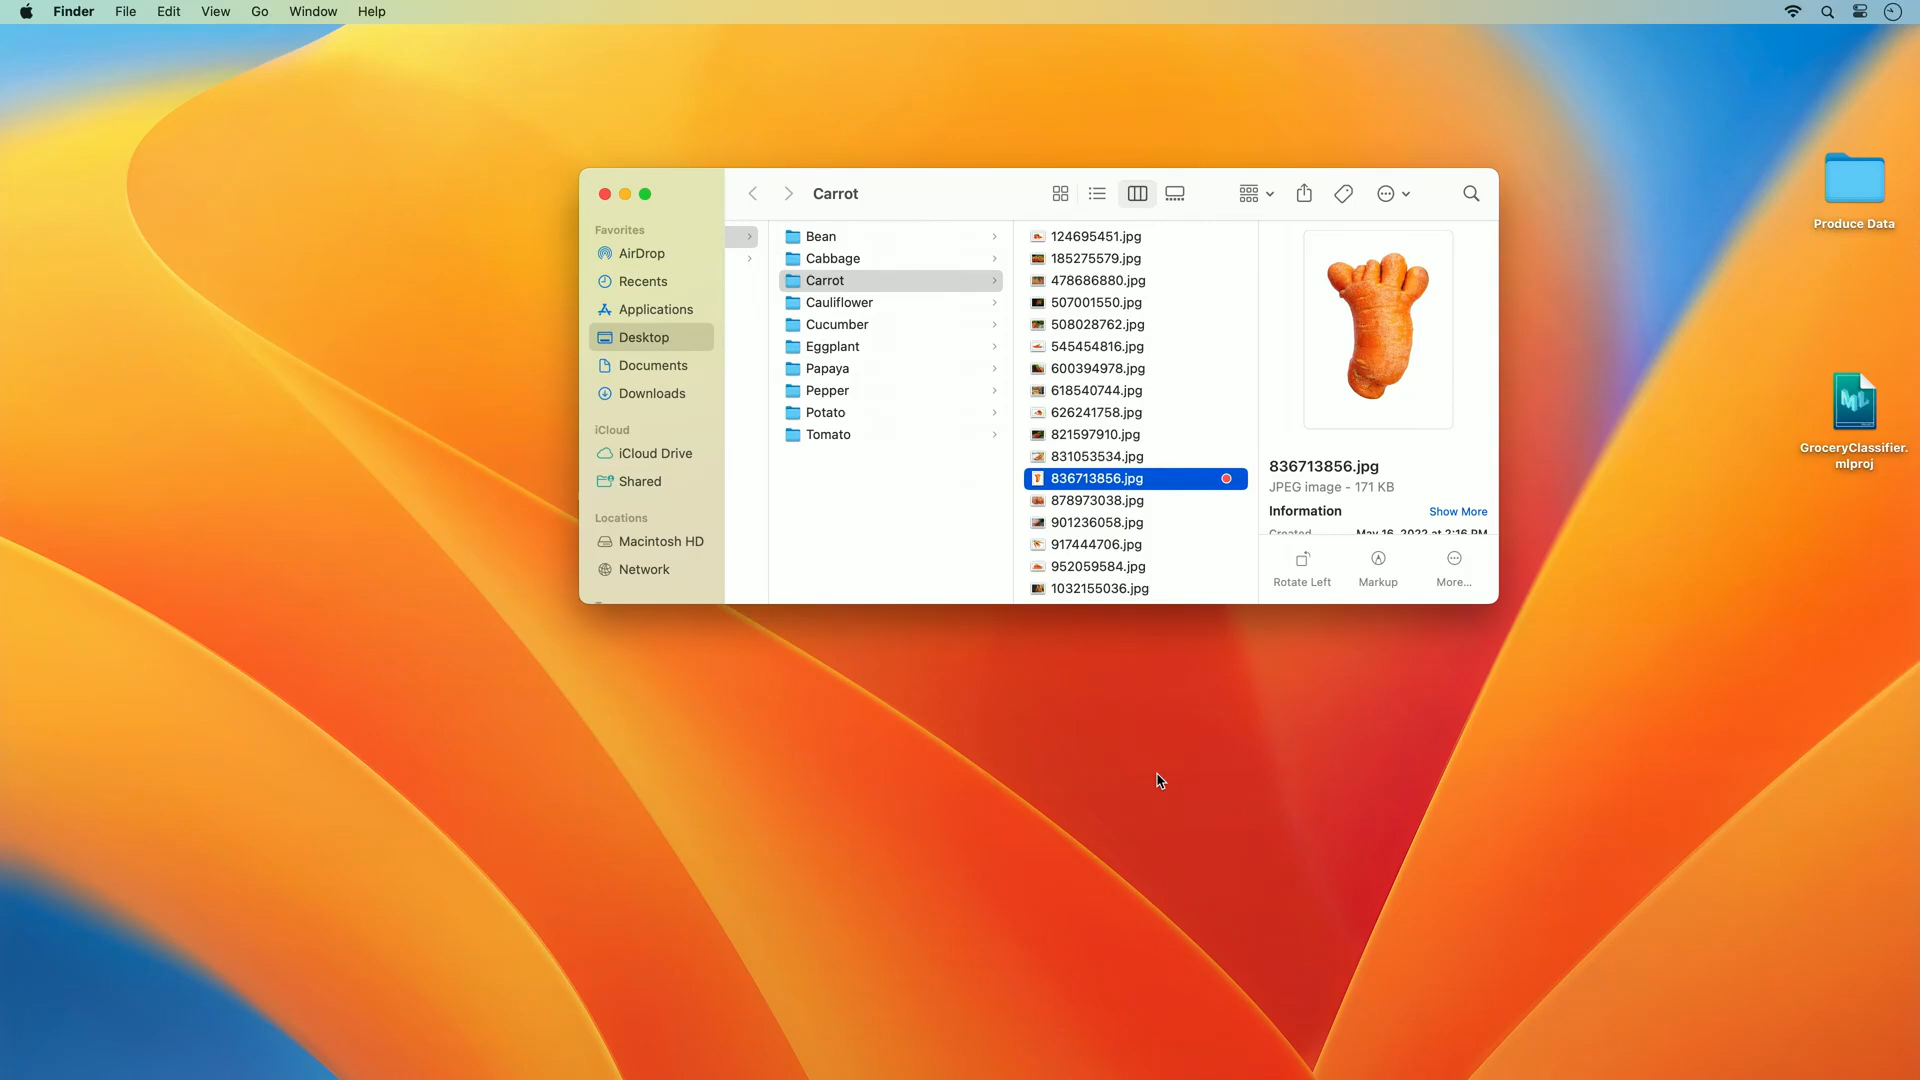 Finder File Edit View Go Window Help
Carrot
Favorites
AirDrop
Recents
Applications
Desktop
Documents
Downloads
iCloud
iCloud Drive
Shared
Locations
Macintosh HD
Network
Bean
Cabbage
Carrot
Cauliflower
Cucumber
Eggplant
Papaya
Pepper
Potato
Tomato
124695451.jpg
185275579.jpg
478686880.jpg
507001550.jpg
508028762.jpg
545454816.jpg
600394978.jpg
618540744.jpg
626241758.jpg
821597910.jpg
831053534.jpg
836713856.jpg
878973038.jpg
901236058.jpg
917444706.jpg
952059584.jpg
1032155036.jpg
836713856.jpg
JPEG image - 171 KB
Information Show More
Created May 16, 2022 at 2:16 PM
Rotate Left Markup More...
Produce Data
ML
GroceryClassifier.
mlproj